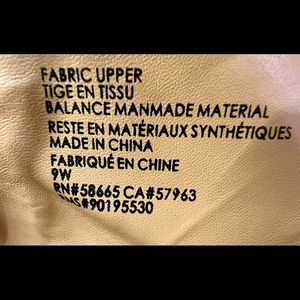 FABRIC UPPER
TIGE EN TISSU
BALANCE MANMADE MATERIAL
RESTE EN MATÉRIAUX SYNTHÉTIQUES
MADE IN CHINA
FABRIQUÉ EN CHINE
9W
RN#58665 CA#57963
#90195530